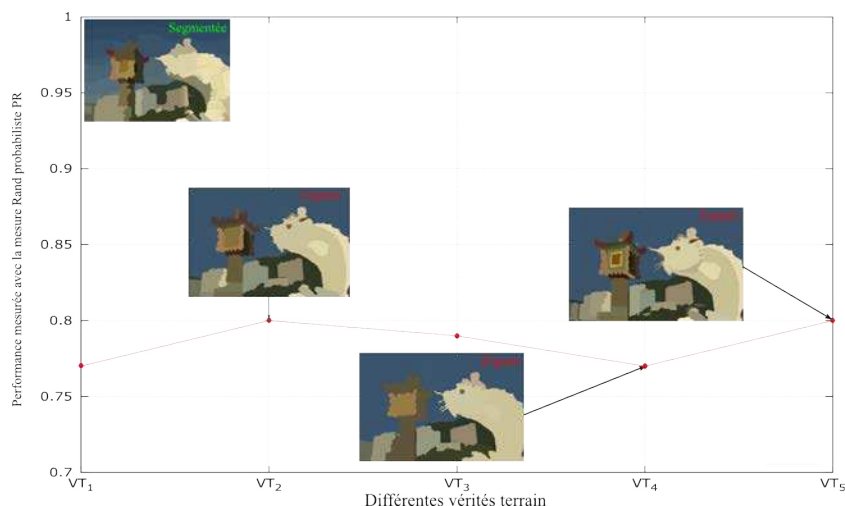 1
Segmentée
0.95
0.9
0.85
0.8
0.75
0.7
VT₁
VT₂
VT₃
VT₄
VT₅
Différentes vérités terrain
Performance mesurée avec la mesure Rand probabiliste PR